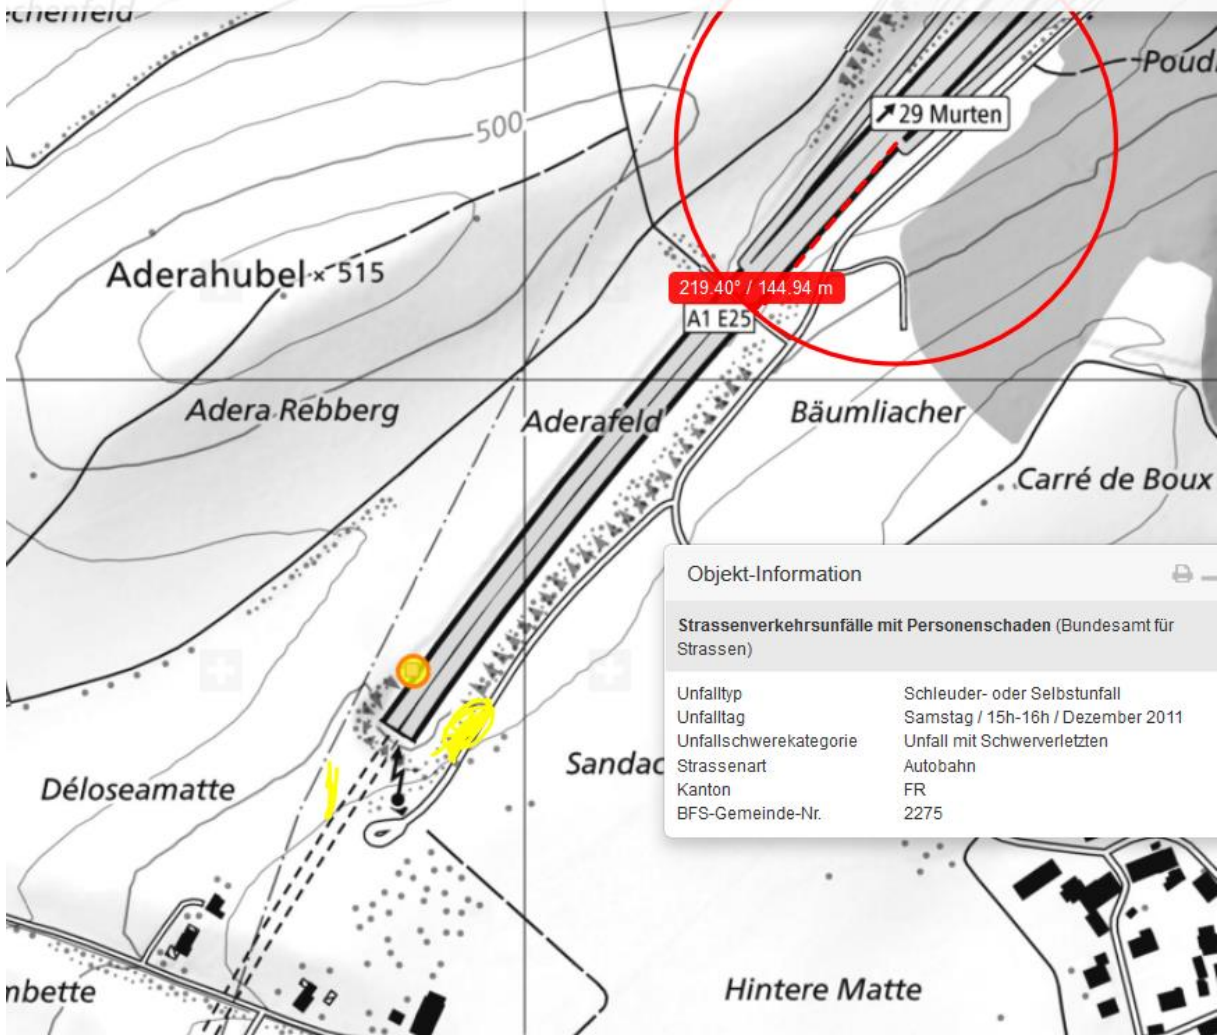 chenfeld
Poud
29 Murten
500
Aderahubel 515
219.40° / 144.94 m
A1 E25
Adera Rebberg
Aderafeld
Bäumliacher
Carré de Boux
Objekt-Information
Strassenverkehrsunfälle mit Personenschaden (Bundesamt für
Strassen)
Unfalltyp Schleuder- oder Selbstunfall
Unfalltag Samstag / 15h-16h / Dezember 2011
Unfallschwerekategorie Unfall mit Schwerverletzten
Strassenart Autobahn
Kanton FR
BFS-Gemeinde-Nr. 2275
Sandac
Déloseamatte
mbette
Hintere Matte